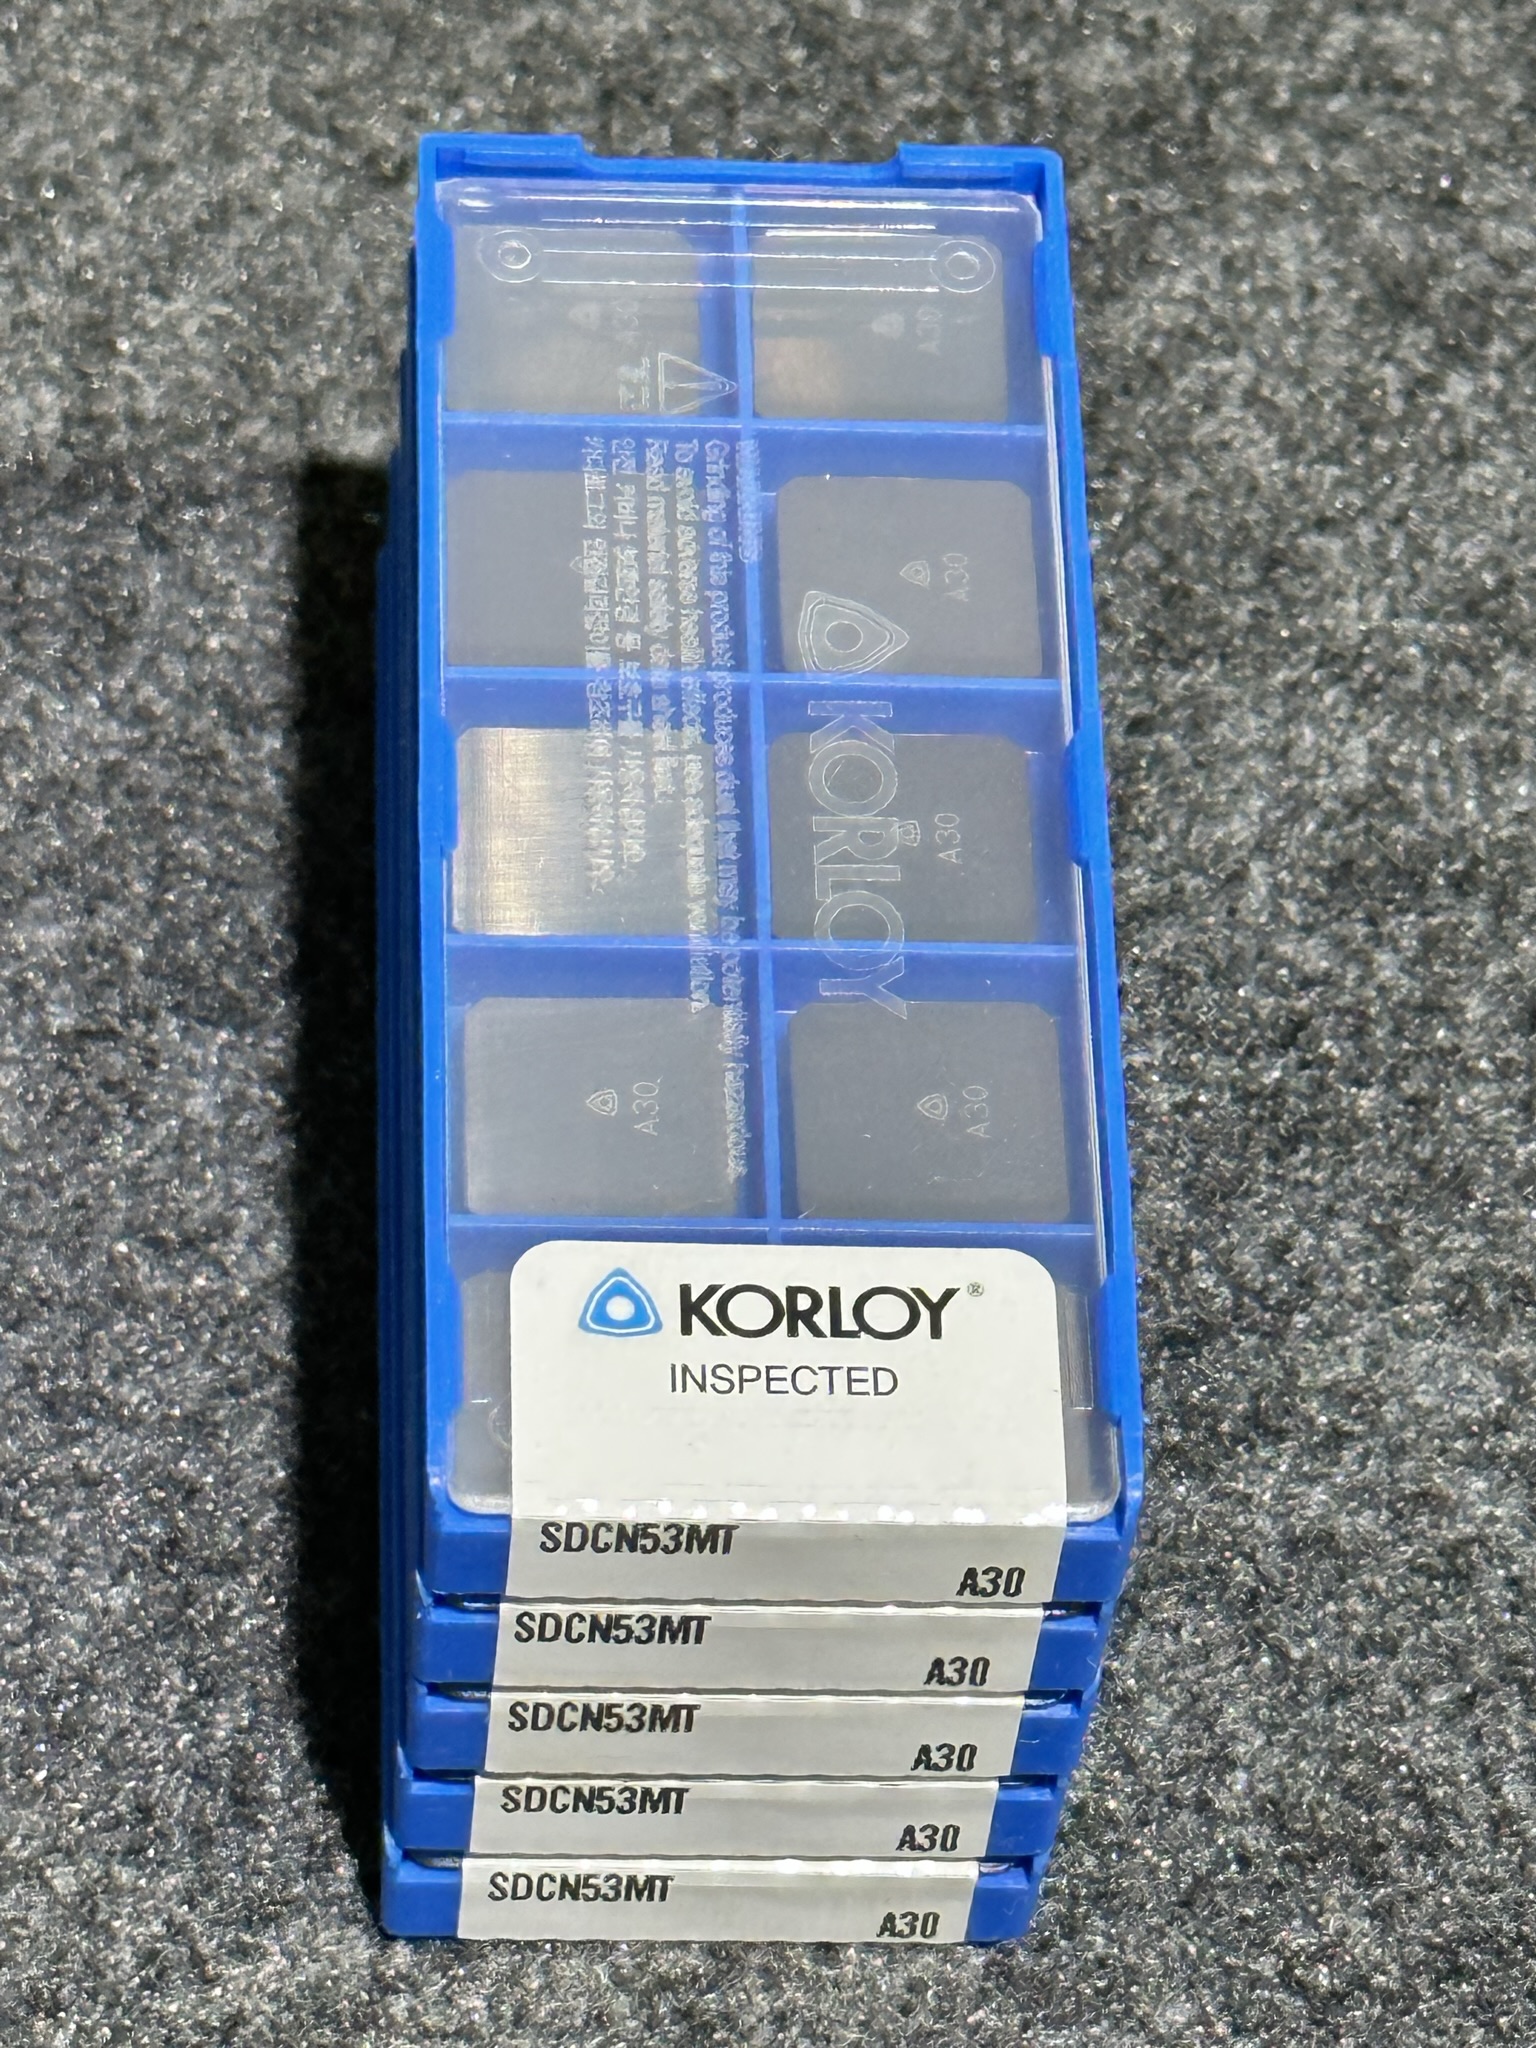 A30
A30
A30
A30
A30
A30
WARNING
Grinding of this product produces dust that may be potentially hazardous.
To avoid adverse health effects, use adequate ventilation
Read material safety data sheet first.
KORLOY
KORLOY®
INSPECTED
SDCN53MT
A30
SDCN53MT
A30
SDCN53MT
A30
SDCN53MT
A30
SDCN53MT
A30